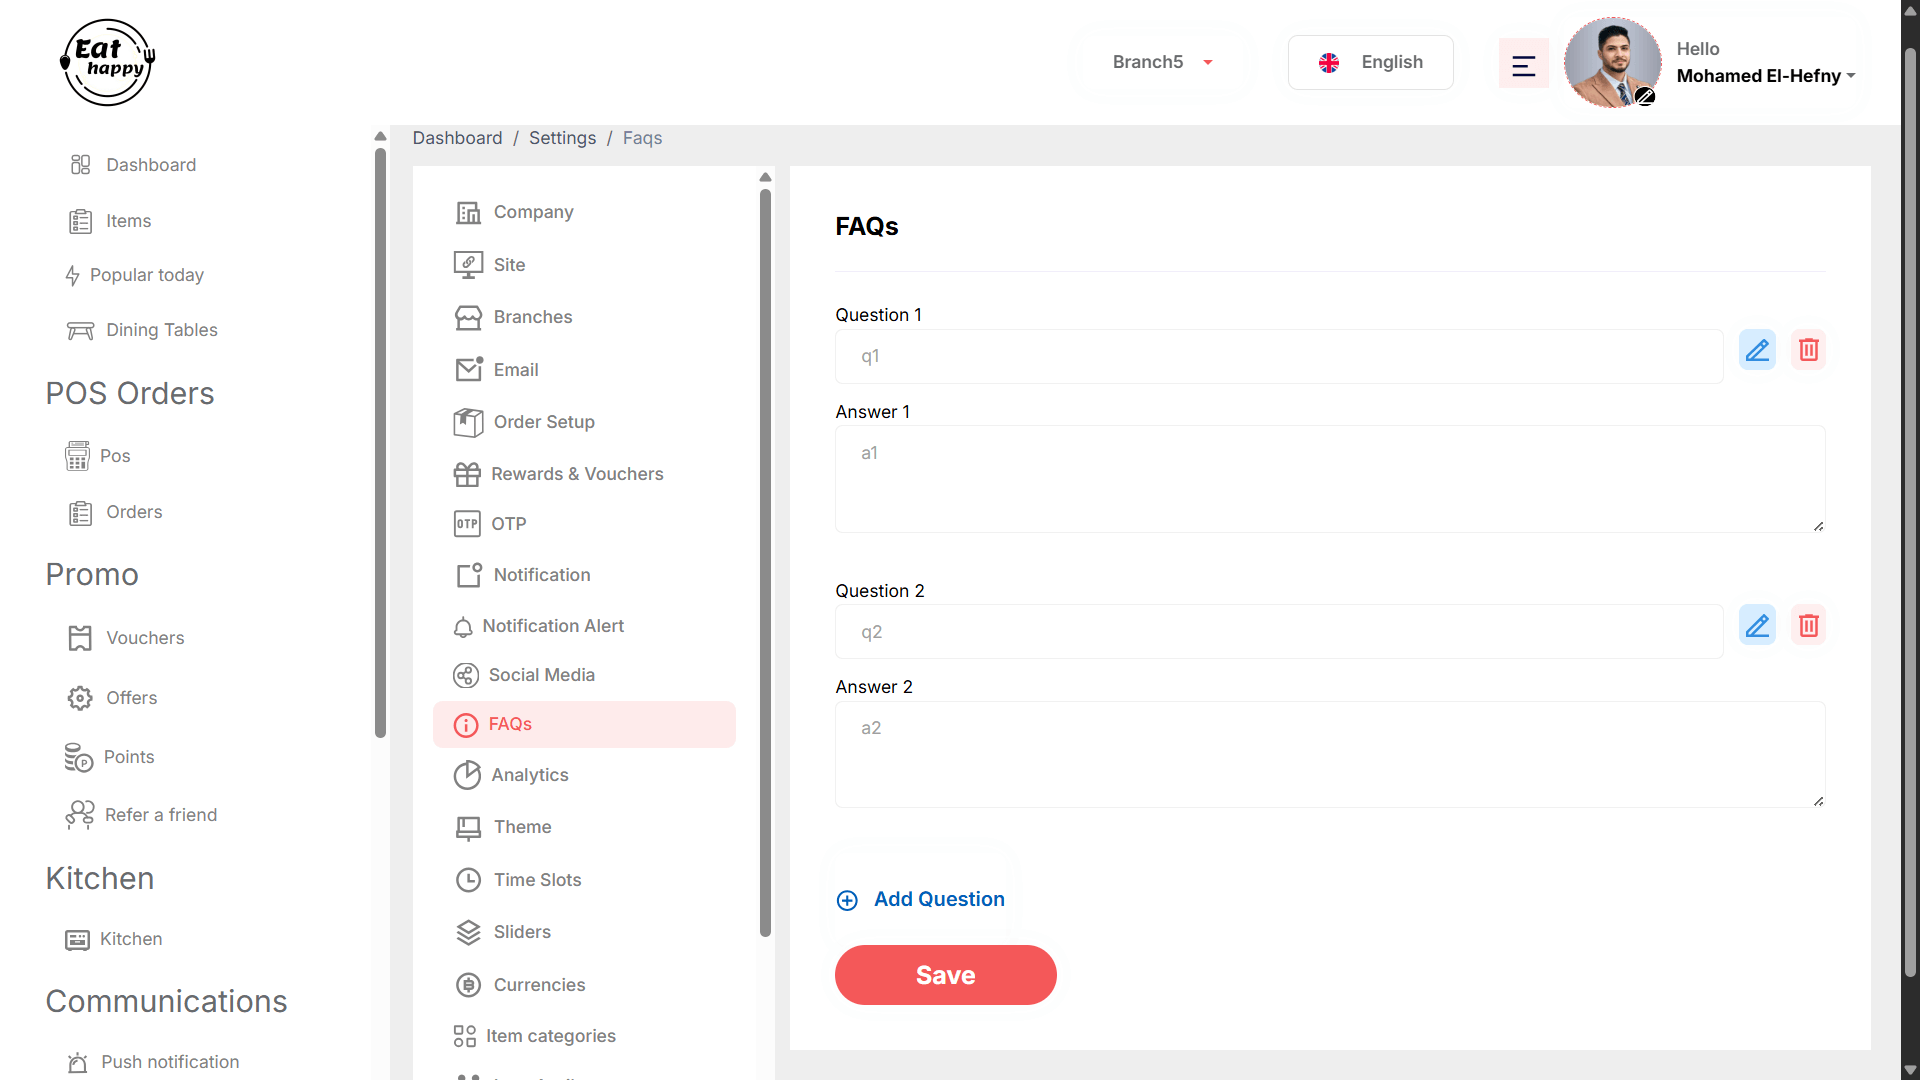 Eat
happy
Branch5
English
Hello
Mohamed El-Hefny
Dashboard
Items
Popular today
Dining Tables
POS Orders
Pos
Orders
Promo
Vouchers
Offers
Points
Refer a friend
Kitchen
Kitchen
Communications
Push notification
Dashboard / Settings / Faqs
Company
Site
Branches
Email
Order Setup
Rewards & Vouchers
OTP
OTP
Notification
Notification Alert
Social Media
FAQs
Analytics
Theme
Time Slots
Sliders
Currencies
Item categories
FAQs
Question 1
q1
Answer 1
a1
Question 2
q2
Answer 2
a2
Add Question
Save